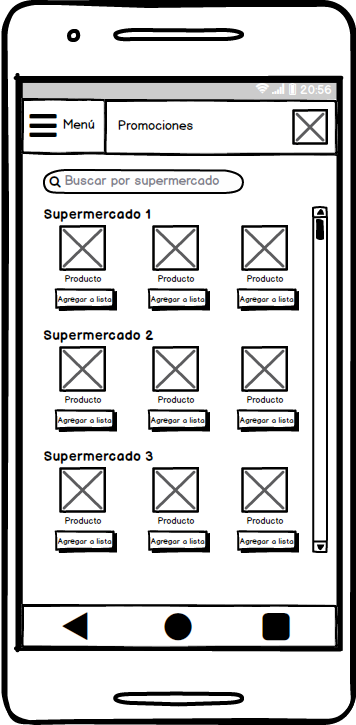 20:56
Menú
Promociones
Buscar por supermercado
Supermercado 1
Producto Producto Producto
Agregar a lista Agregar a lista Agregar a lista
Supermercado 2
Producto Producto Producto
Agregar a lista Agregar a lista Agregar a lista
Supermercado 3
Producto Producto Producto
Agregar a lista Agregar a lista Agregar a lista